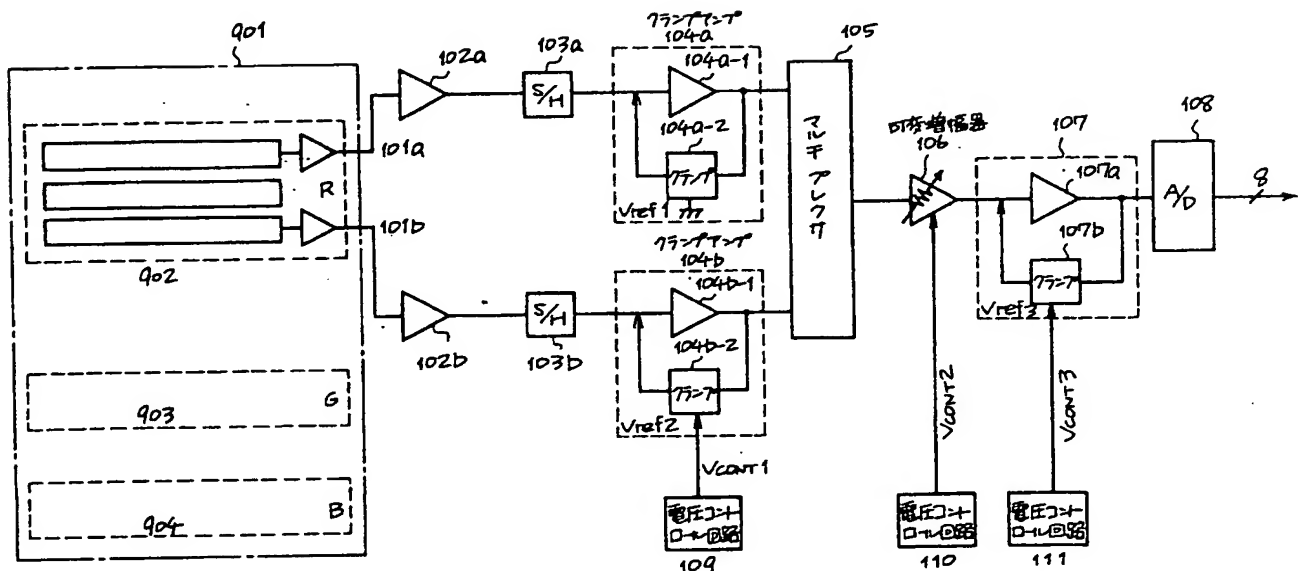 901
902
R
101a
101b
903
G
904
B
102a
102b
103a
S/H
S/H
103b
クランプアンプ
104a
104a-1
104a-2
クランプ
Vref1
クランプアンプ
104b
104b-1
104b-2
クランプ
Vref2
VCONT1
電圧コント
ロール回路
109
105
マルチプレクサ
可変増幅器
106
VCONT2
電圧コント
ロール回路
110
107
107a
107b
クランプ
Vref3
VCONT3
電圧コント
ロール回路
111
108
A/D
8